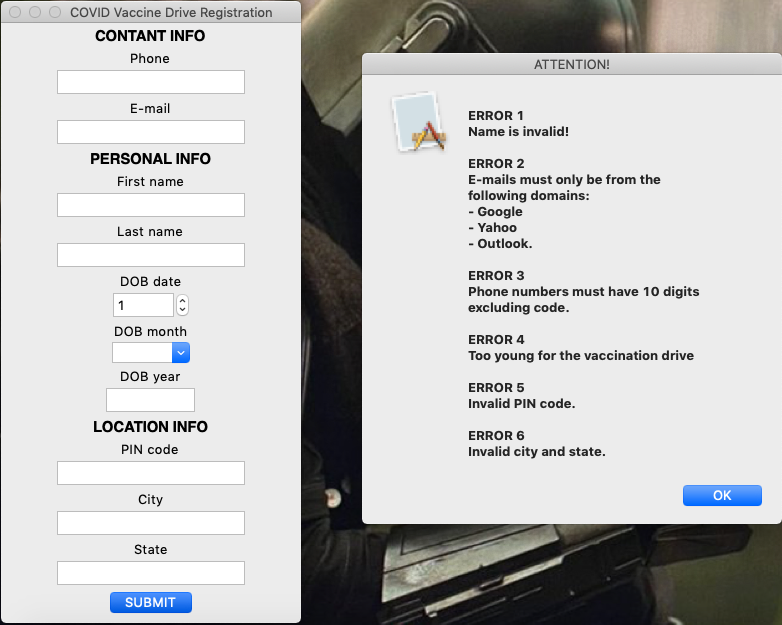 COVID Vaccine Drive Registration
CONTANT INFO
Phone
E-mail
PERSONAL INFO
First name
Last name
DOB date
1
DOB month
DOB year
LOCATION INFO
PIN code
City
State
SUBMIT
ATTENTION!
ERROR 1
Name is invalid!
ERROR 2
E-mails must only be from the
following domains:
- Google
- Yahoo
- Outlook.
ERROR 3
Phone numbers must have 10 digits
excluding code.
ERROR 4
Too young for the vaccination drive
ERROR 5
Invalid PIN code.
ERROR 6
Invalid city and state.
OK